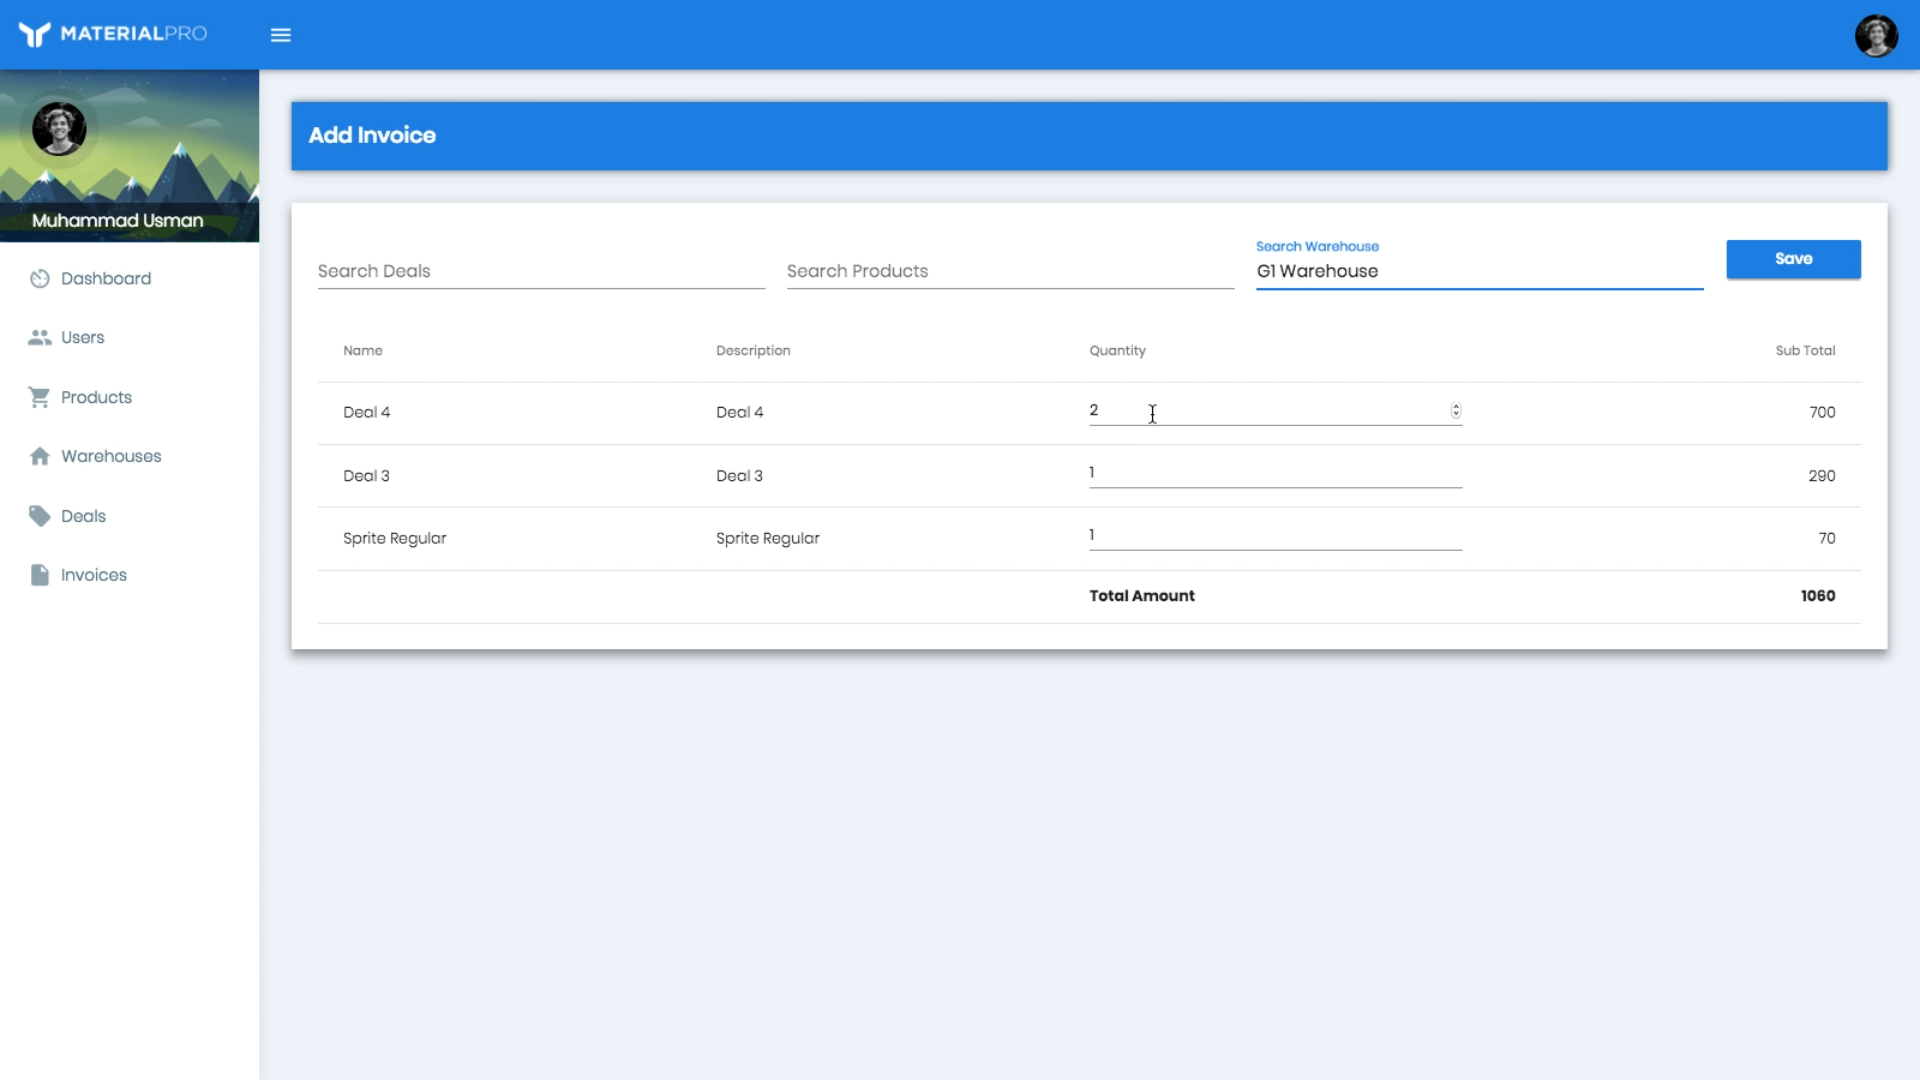 MATERIALPRO
Muhammad Usman
Dashboard
Users
Products
Warehouses
Deals
Invoices
Add Invoice
Search Deals
Search Products
Search Warehouse
G1 Warehouse
Save
Name Description Quantity Sub Total
Deal 4 Deal 4 2 700
Deal 3 Deal 3 1 290
Sprite Regular Sprite Regular 1 70
Total Amount 1060